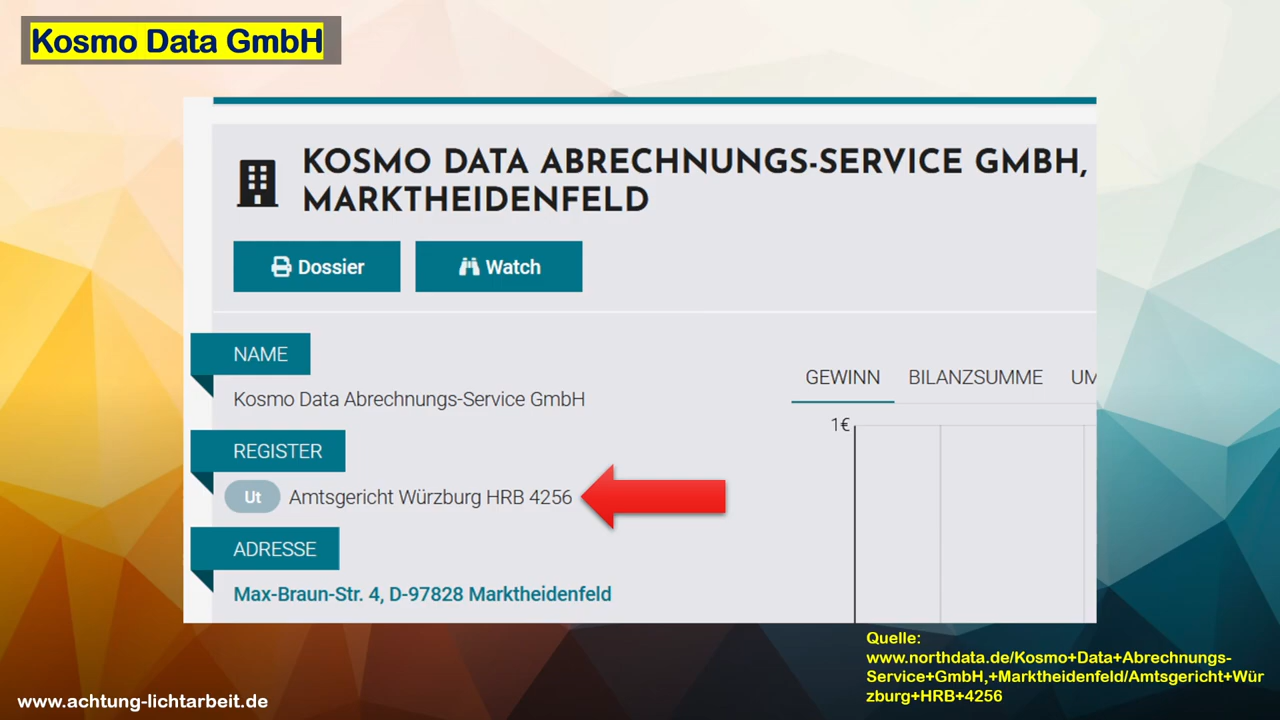 Kosmo Data GmbH
KOSMO DATA ABRECHNUNGS-SERVICE GMBH,
MARKTHEIDENFELD
Dossier
Watch
NAME
Kosmo Data Abrechnungs-Service GmbH
GEWINN BILANZSUMME UM
1€
REGISTER
Ut Amtsgericht Würzburg HRB 4256
ADRESSE
Max-Braun-Str. 4, D-97828 Marktheidenfeld
Quelle:
www.northdata.de/Kosmo+Data+Abrechnungs-
Service+GmbH,+Marktheidenfeld/Amtsgericht+Wür
zburg+HRB+4256
www.achtung-lichtarbeit.de